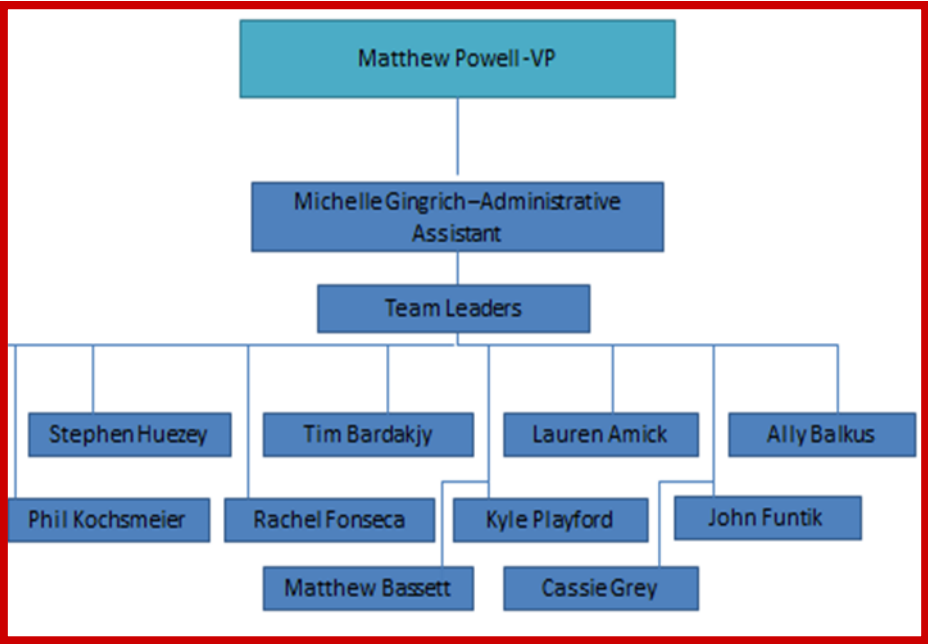 Matthew Powell -VP
Michelle Gingrich–Administrative
Assistant
Team Leaders
Stephen Huezey
Tim Bardakjy
Lauren Amick
Ally Balkus
Phil Kochsmeier
Rachel Fonseca
Kyle Playford
John Funtik
Matthew Bassett
Cassie Grey